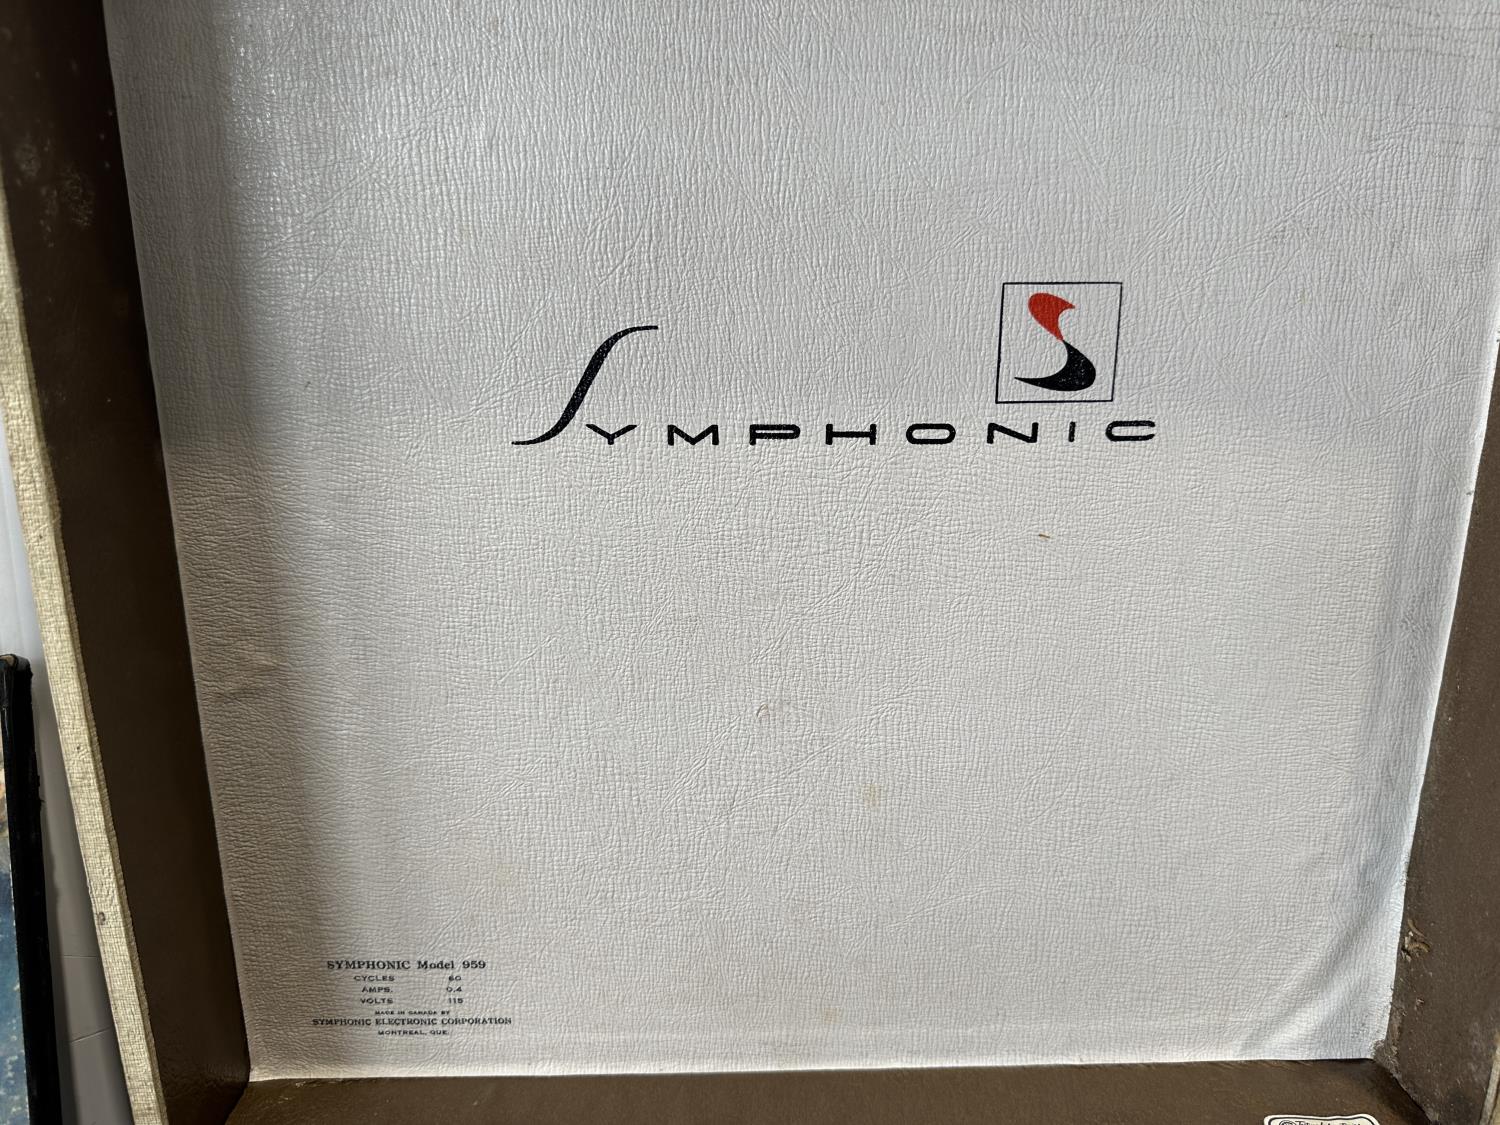 SYMPHONIC
SYMPHONIC Model 959
CYCLES 60
AMPS. 0.4
VOLTS 115
MADE IN CANADA BY
SYMPHONIC ELECTRONIC CORPORATION
MONTREAL, QUE.